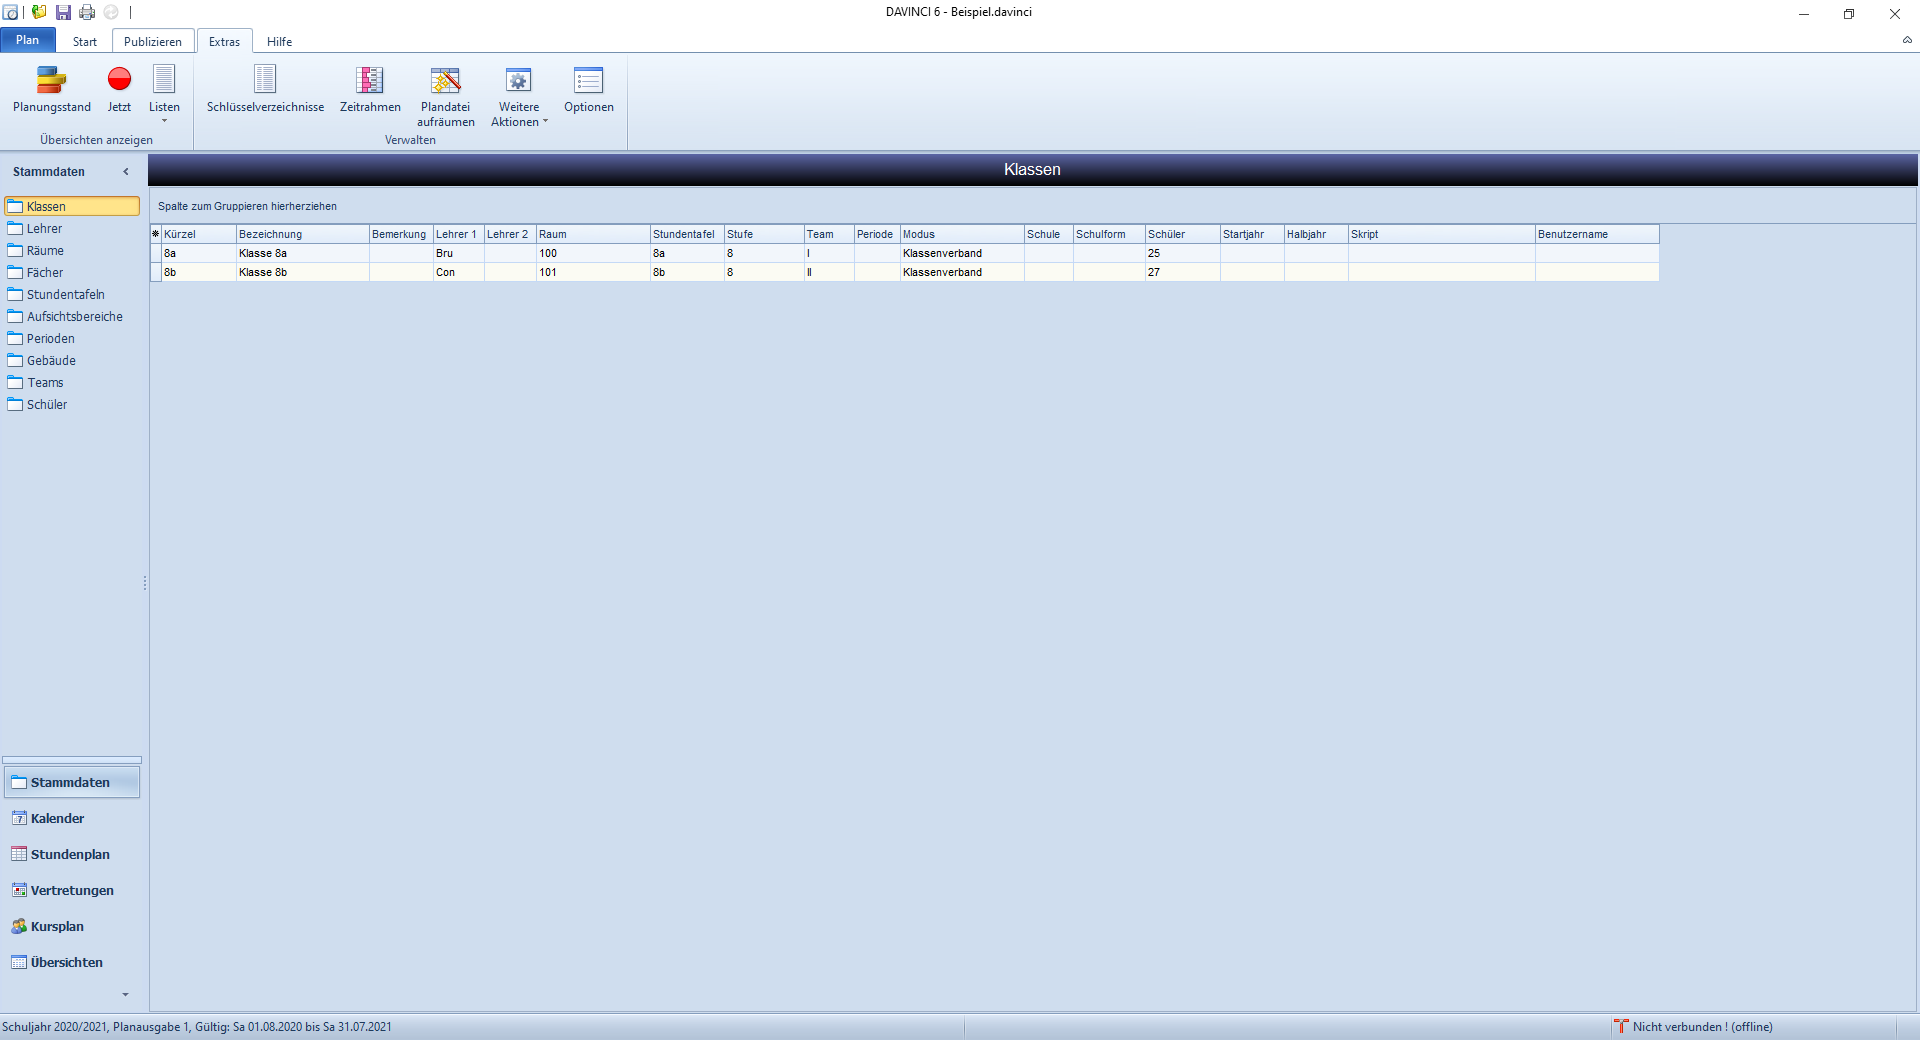 DAVINCI 6 - Beispiel.davinci
Plan Start Publizieren Extras Hilfe
Planungsstand Jetzt Listen Schlüsselverzeichnisse Zeitrahmen Plandatei aufräumen Weitere Aktionen Optionen
Übersichten anzeigen Verwalten
Stammdaten
Klassen
Lehrer
Räume
Fächer
Stundentafeln
Aufsichtsbereiche
Perioden
Gebäude
Teams
Schüler
Klassen
Spalte zum Gruppieren hierherziehen
Kürzel Bezeichnung Bemerkung Lehrer 1 Lehrer 2 Raum Stundentafel Stufe Team Periode Modus Schule Schulform Schüler Startjahr Halbjahr Skript Benutzername
8a Klasse 8a Bru 100 8a 8 I Klassenverband 25
8b Klasse 8b Con 101 8b 8 II Klassenverband 27
Stammdaten
Kalender
Stundenplan
Vertretungen
Kursplan
Übersichten
Schuljahr 2020/2021, Planausgabe 1, Gültig: Sa 01.08.2020 bis Sa 31.07.2021
Nicht verbunden ! (offline)